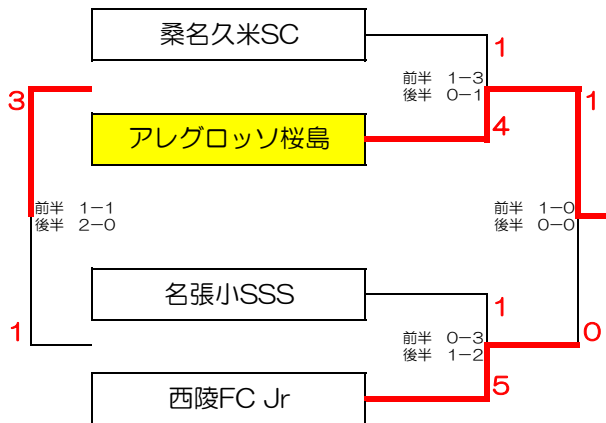 桑名久米SC
1
前半 1-3
後半 0-1
3
1
アレグロッソ桜島
4
前半 1-1
後半 2-0
前半 1-0
後半 0-0
名張小SSS
1
1
前半 0-3
後半 1-2
0
西陵FC Jr
5